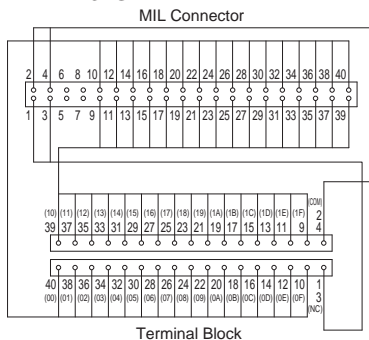 MIL Connector
2 4 6 8 10 12 14 16 18 20 22 24 26 28 30 32 34 36 38 40
1 3 5 7 9 11 13 15 17 19 21 23 25 27 29 31 33 35 37 39
(10) (11) (12) (13) (14) (15) (16) (17) (18) (19) (1A) (1B) (1C) (1D) (1E) (1F) (COM) 2
39 37 35 33 31 29 27 25 23 21 19 17 15 13 11 9 4
40 38 36 34 32 30 28 26 24 22 20 18 16 14 12 10 1
(00) (01) (02) (03) (04) (05) (06) (07) (08) (09) (0A) (0B) (0C) (0D) (0E) (0F) 3
(NC)
Terminal Block